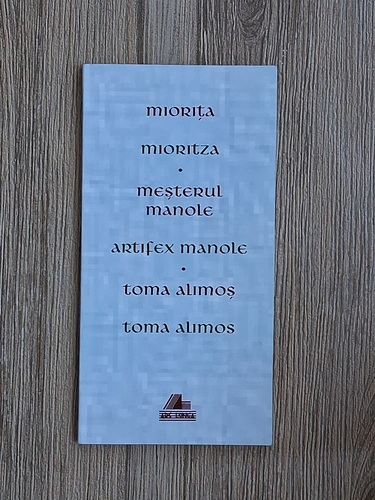 Miorița
Mioritza
•
Meșterul
Manole
Artifex Manole
•
Toma Alimoș
Toma Alimos